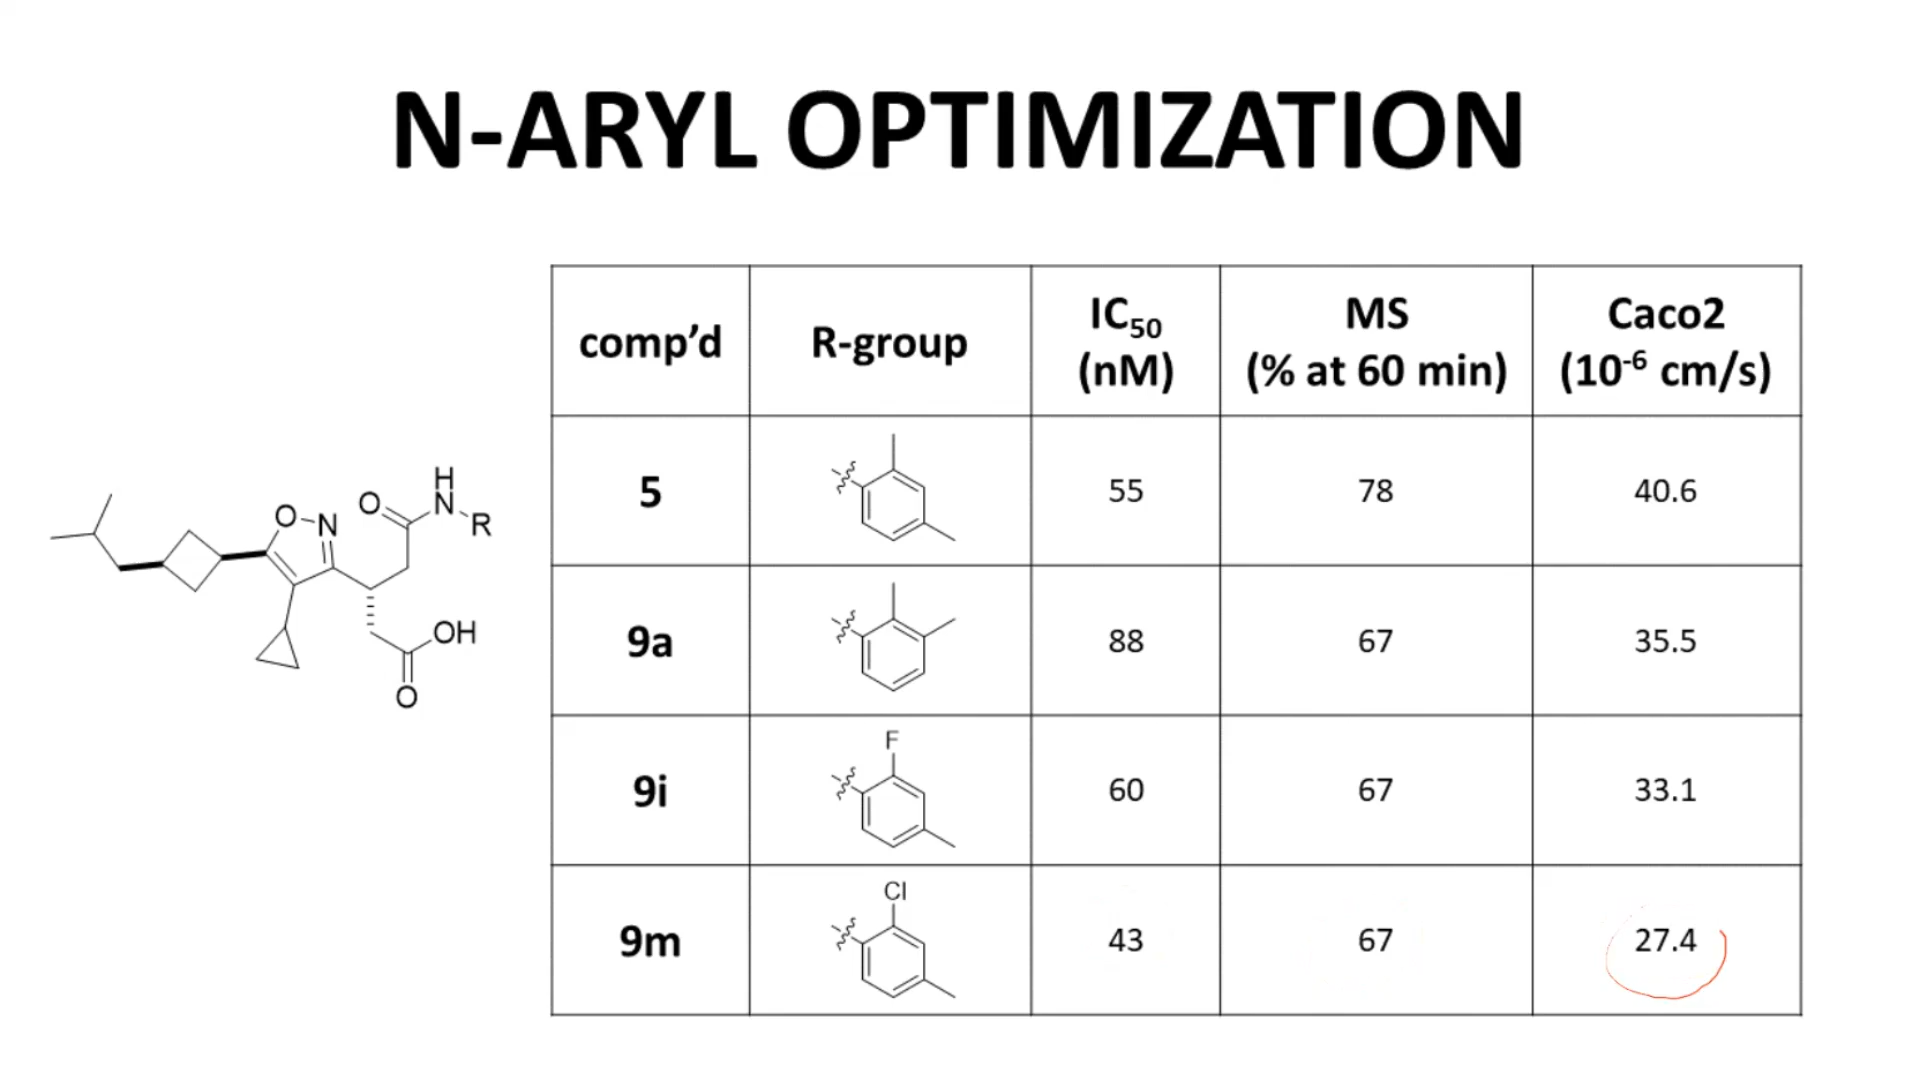 N-ARYL OPTIMIZATION
comp’d R-group IC50 (nM) MS (% at 60 min) Caco2 (10-6 cm/s)
5 55 78 40.6
9a 88 67 35.5
F
9i 60 67 33.1
Cl
9m 43 67 27.4
H
O N
O N R
OH
O